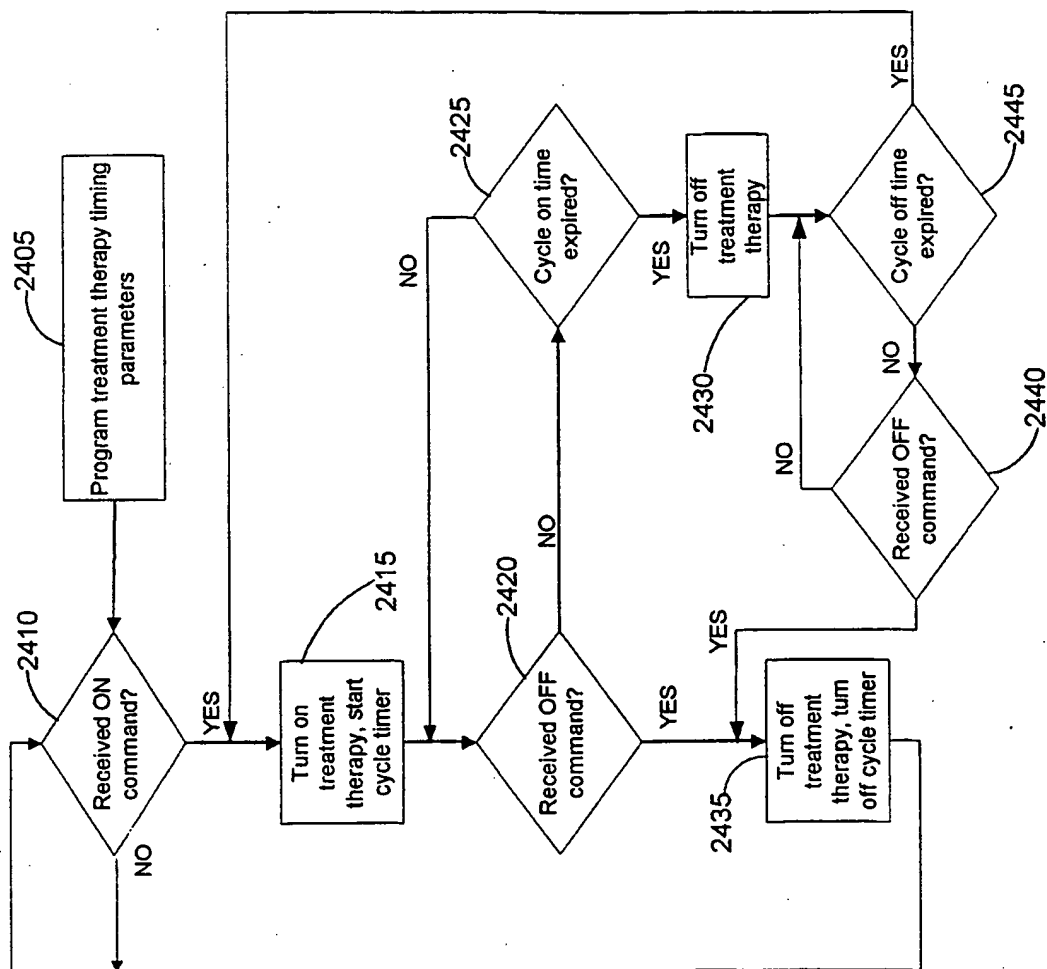 2405
Program treatment therapy timing
parameters
2410
Received ON
command?
NO
YES
2415
Turn on
treatment
therapy, start
cycle timer
2420
Received OFF
command?
NO
YES
2425
Cycle on time
expired?
NO
YES
2430
Turn off
treatment
therapy
2445
Cycle off time
expired?
YES
NO
2440
Received OFF
command?
NO
YES
2435
Turn off
treatment
therapy, turn
off cycle timer